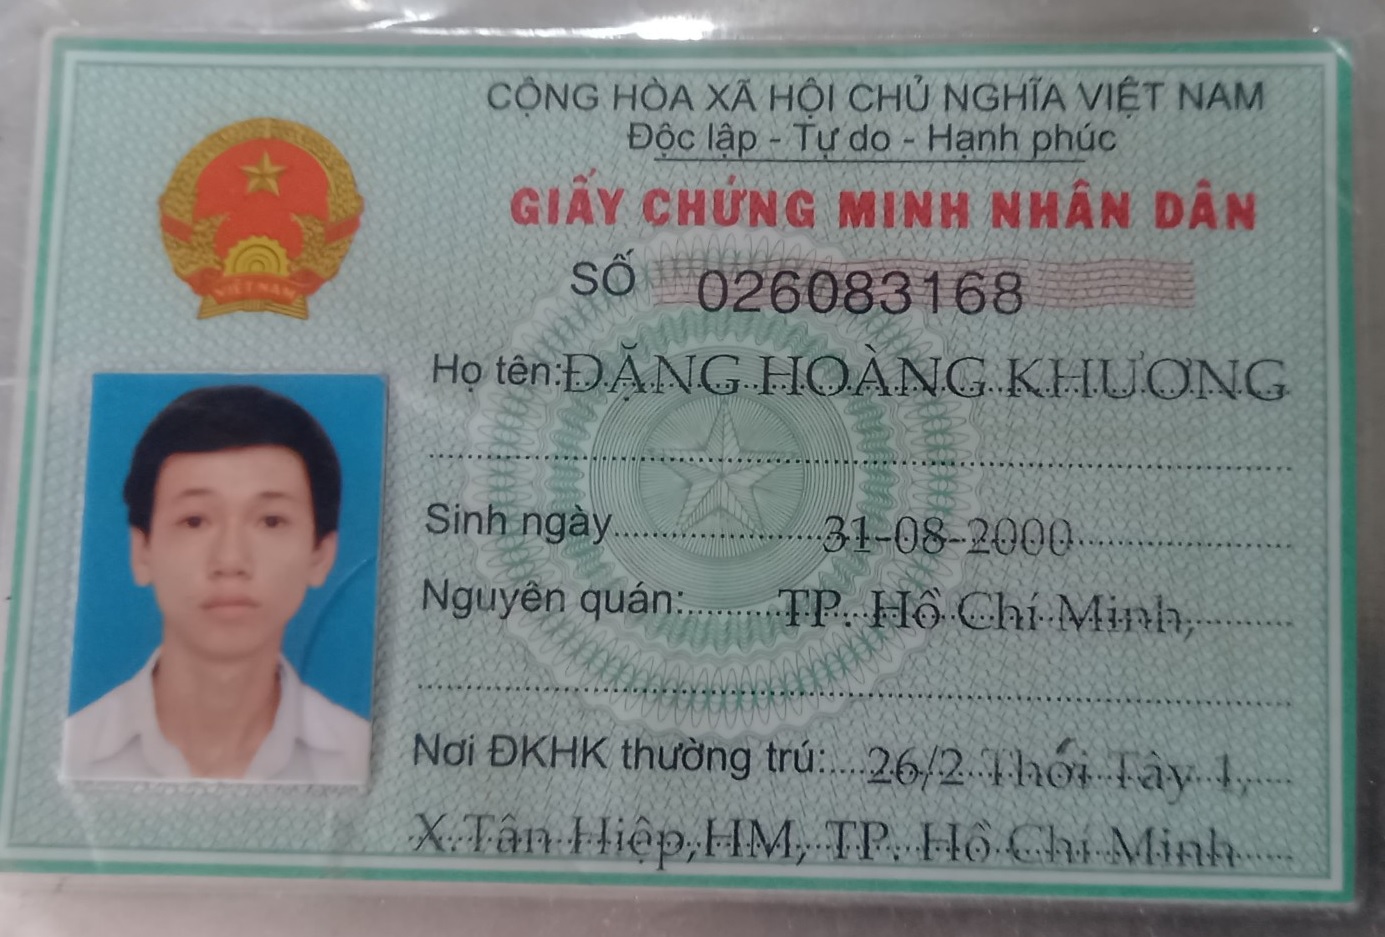 CỘNG HÒA XÃ HỘI CHỦ NGHĨA VIỆT NAM
Độc lập - Tự do - Hạnh phúc
GIẤY CHỨNG MINH NHÂN DÂN
SỐ 026083168
VIỆT NAM
Họ tên: ĐẶNG HOÀNG KHƯƠNG
Sinh ngày 31-08-2000
Nguyên quán: TP. Hồ Chí Minh,
Nơi ĐKHK thường trú: 26/2 Thới Tây 1,
X.Tân Hiệp,HM, TP. Hồ Chí Minh